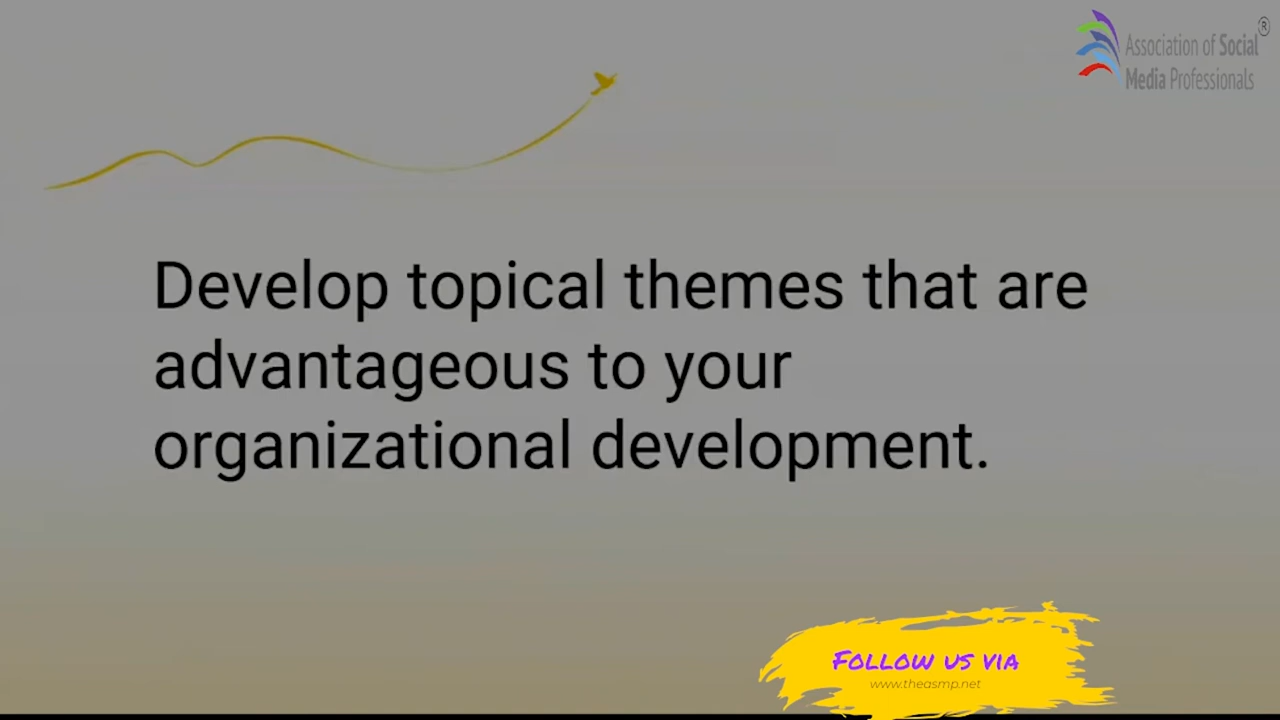 Association of Social ®
Media Professionals
Develop topical themes that are
advantageous to your
organizational development.
Follow us via
www.theasmp.net